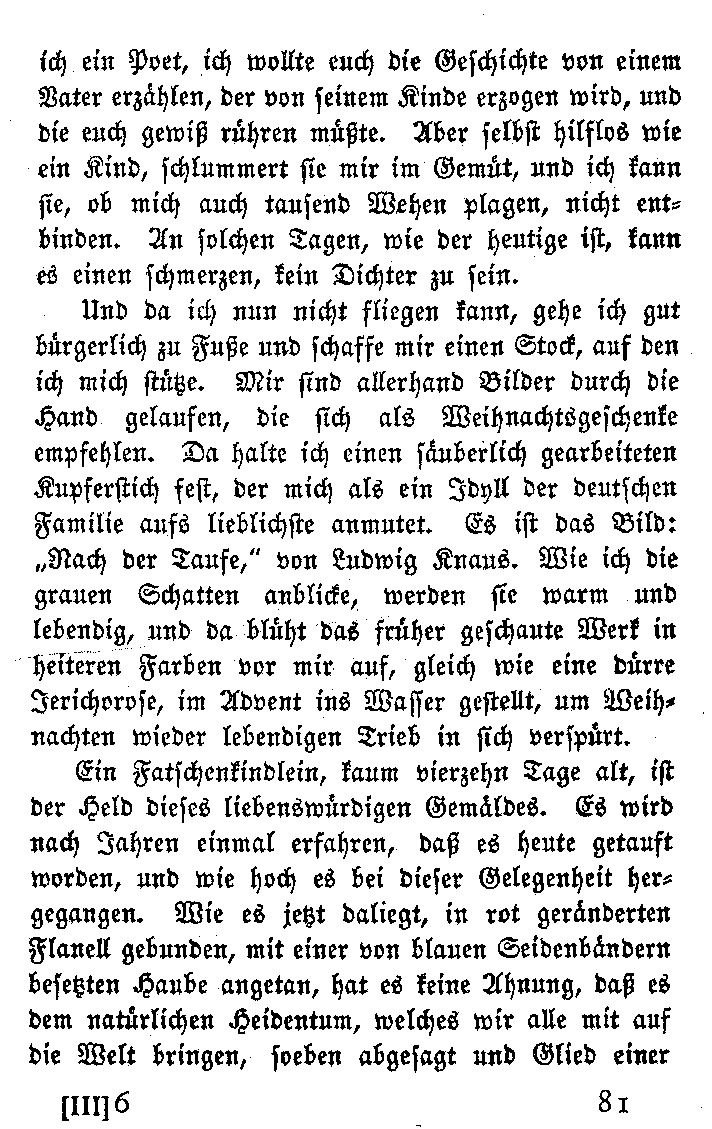 ich ein Poet, ich wollte euch die Geschichte von einem
Vater erzählen, der von seinem Kinde erzogen wird, und
die euch gewiß rühren müßte. Aber selbst hilflos wie
ein Kind, schlummert sie mir im Gemüt, und ich kann
sie, ob mich auch tausend Wehen plagen, nicht ent-
binden. An solchen Tagen, wie der heutige ist, kann
es einen schmerzen, kein Dichter zu sein.
Und da ich nun nicht fliegen kann, gehe ich gut
bürgerlich zu Fuße und schaffe mir einen Stock, auf den
ich mich stütze. Mir sind allerhand Bilder durch die
Hand gelaufen, die sich als Weihnachtsgeschenke
empfehlen. Da halte ich einen säuberlich gearbeiteten
Kupferstich fest, der mich als ein Idyll der deutschen
Familie aufs lieblichste anmutet. Es ist das Bild:
„Nach der Taufe,“ von Ludwig Knaus. Wie ich die
grauen Schatten anblicke, werden sie warm und
lebendig, und da blüht das früher geschaute Werk in
heiteren Farben vor mir auf, gleich wie eine dürre
Jerichorose, im Advent ins Wasser gestellt, um Weih-
nachten wieder lebendigen Trieb in sich verspürt.
Ein Fatschenkindlein, kaum vierzehn Tage alt, ist
der Held dieses liebenswürdigen Gemäldes. Es wird
nach Jahren einmal erfahren, daß es heute getauft
worden, und wie hoch es bei dieser Gelegenheit her-
gegangen. Wie es jetzt daliegt, in rot geränderten
Flanell gebunden, mit einer von blauen Seidenbändern
besetzten Haube angetan, hat es keine Ahnung, daß es
dem natürlichen Heidentum, welches wir alle mit auf
die Welt bringen, soeben abgesagt und Glied einer
[III] 6 81